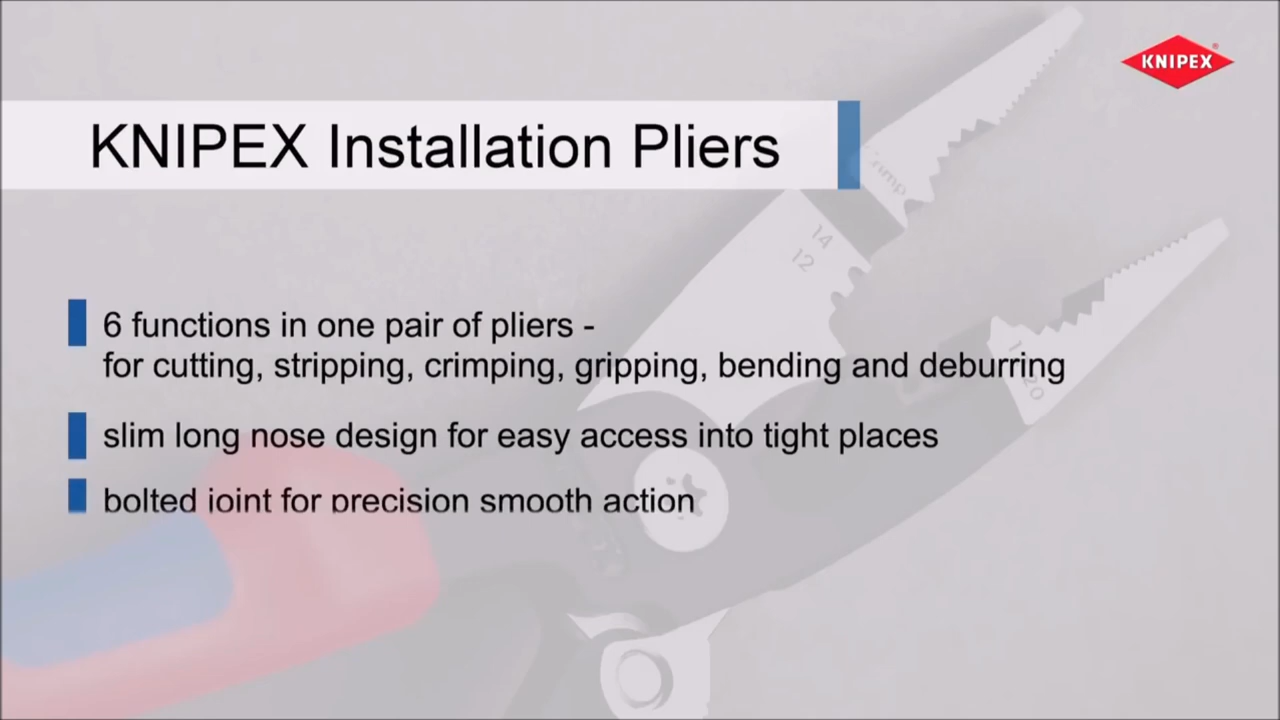 KNIPEX
KNIPEX Installation Pliers
14
12
6 functions in one pair of pliers -
for cutting, stripping, crimping, gripping, bending and deburring
20
slim long nose design for easy access into tight places
bolted joint for precision smooth action